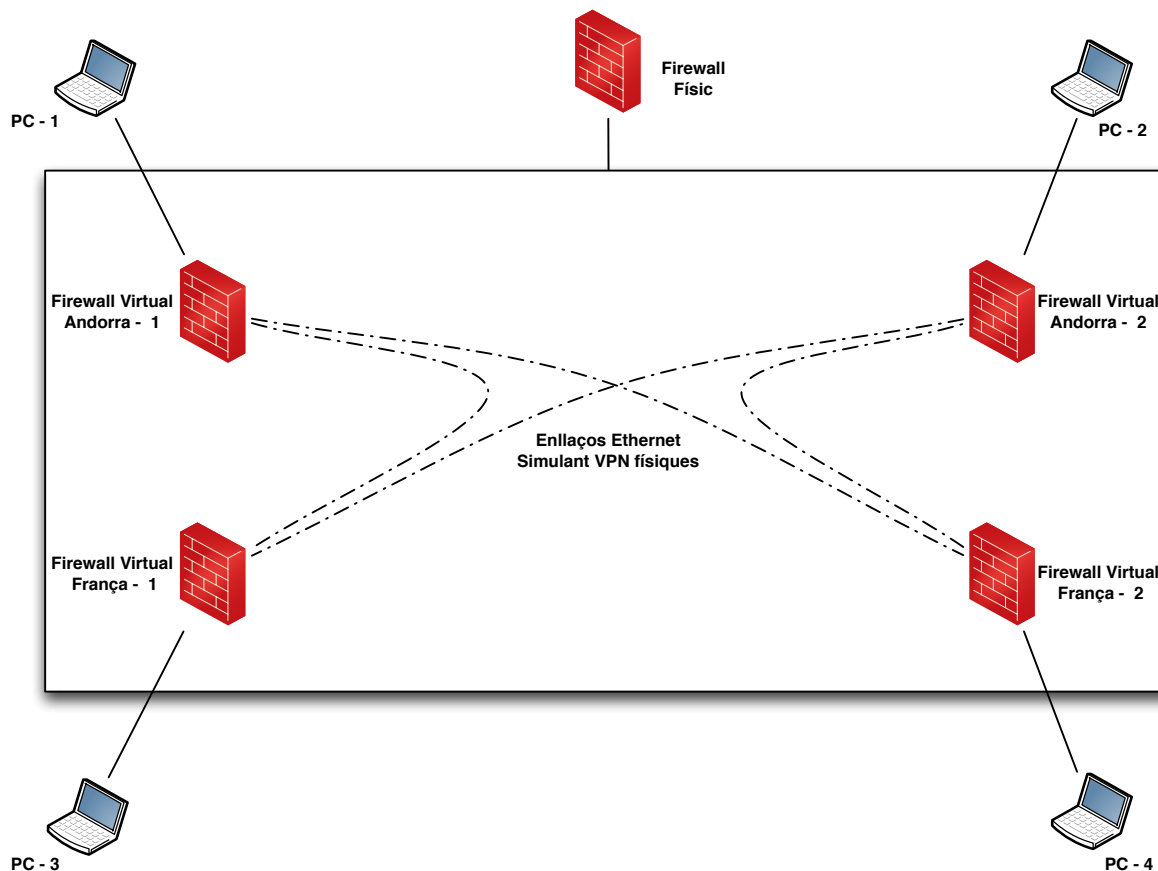 Firewall
Físic
PC - 1
PC - 2
Firewall Virtual
Andorra - 1
Firewall Virtual
Andorra - 2
Enllaços Ethernet
Simulant VPN físiques
Firewall Virtual
França - 1
Firewall Virtual
França - 2
PC - 3
PC - 4